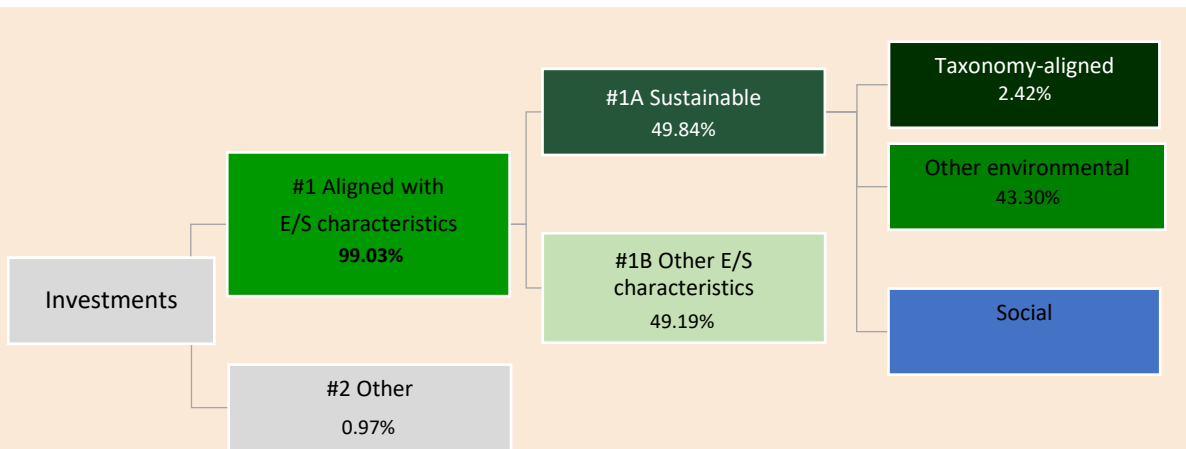 Investments
#1 Aligned with
E/S characteristics
99.03%
#2 Other
0.97%
#1A Sustainable
49.84%
#1B Other E/S
characteristics
49.19%
Taxonomy-aligned
2.42%
Other environmental
43.30%
Social